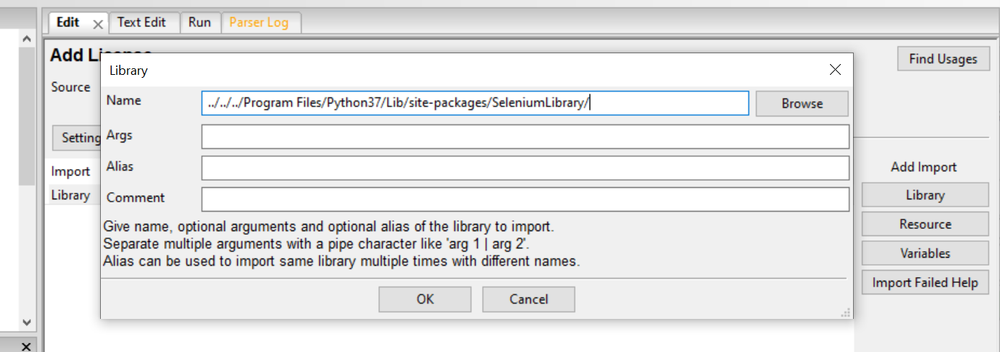 Edit
Text Edit
Run
Parser Log
Add License
Find Usages
Source
Setting
Import
Library
Library
Name
../../../Program Files/Python37/Lib/site-packages/SeleniumLibrary/
Browse
Args
Alias
Comment
Give name, optional arguments and optional alias of the library to import.
Separate multiple arguments with a pipe character like 'arg 1 | arg 2'.
Alias can be used to import same library multiple times with different names.
OK
Cancel
Add Import
Library
Resource
Variables
Import Failed Help